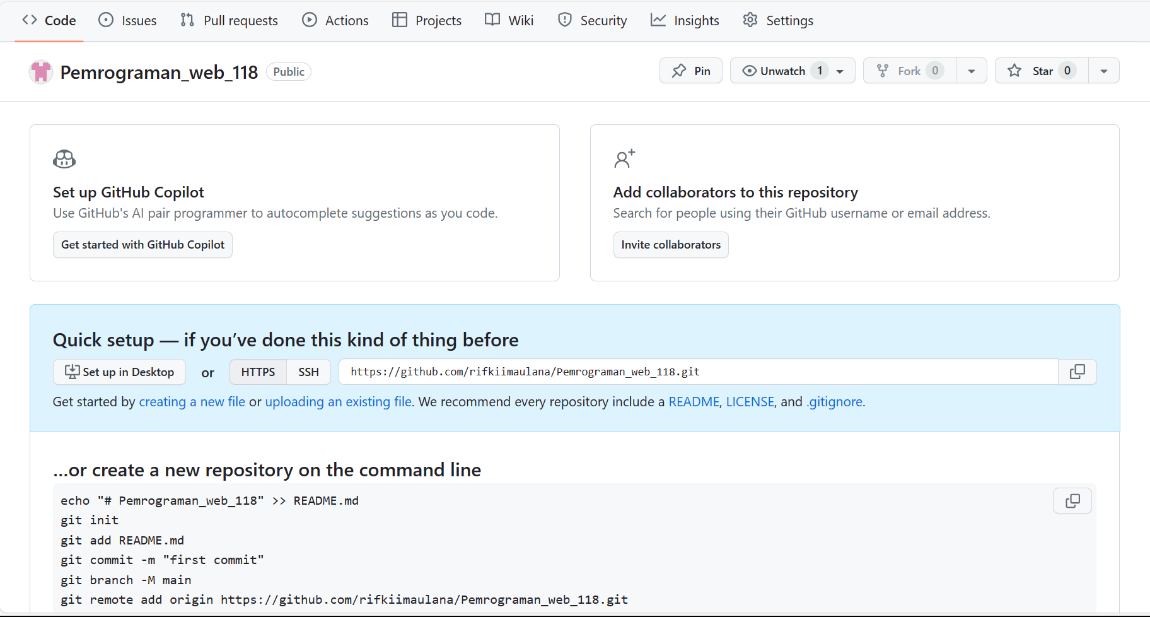 Code Issues Pull requests Actions Projects Wiki Security Insights Settings
Pemrograman_web_118 Public Pin Unwatch 1 Fork 0 Star 0
Set up GitHub Copilot
Use GitHub's AI pair programmer to autocomplete suggestions as you code.
Get started with GitHub Copilot
Add collaborators to this repository
Search for people using their GitHub username or email address.
Invite collaborators
Quick setup — if you’ve done this kind of thing before
Set up in Desktop or HTTPS SSH https://github.com/rifkiimaulana/Pemrograman_web_118.git
Get started by creating a new file or uploading an existing file. We recommend every repository include a README, LICENSE, and .gitignore.
…or create a new repository on the command line
echo "# Pemrograman_web_118" >> README.md
git init
git add README.md
git commit -m "first commit"
git branch -M main
git remote add origin https://github.com/rifkiimaulana/Pemrograman_web_118.git